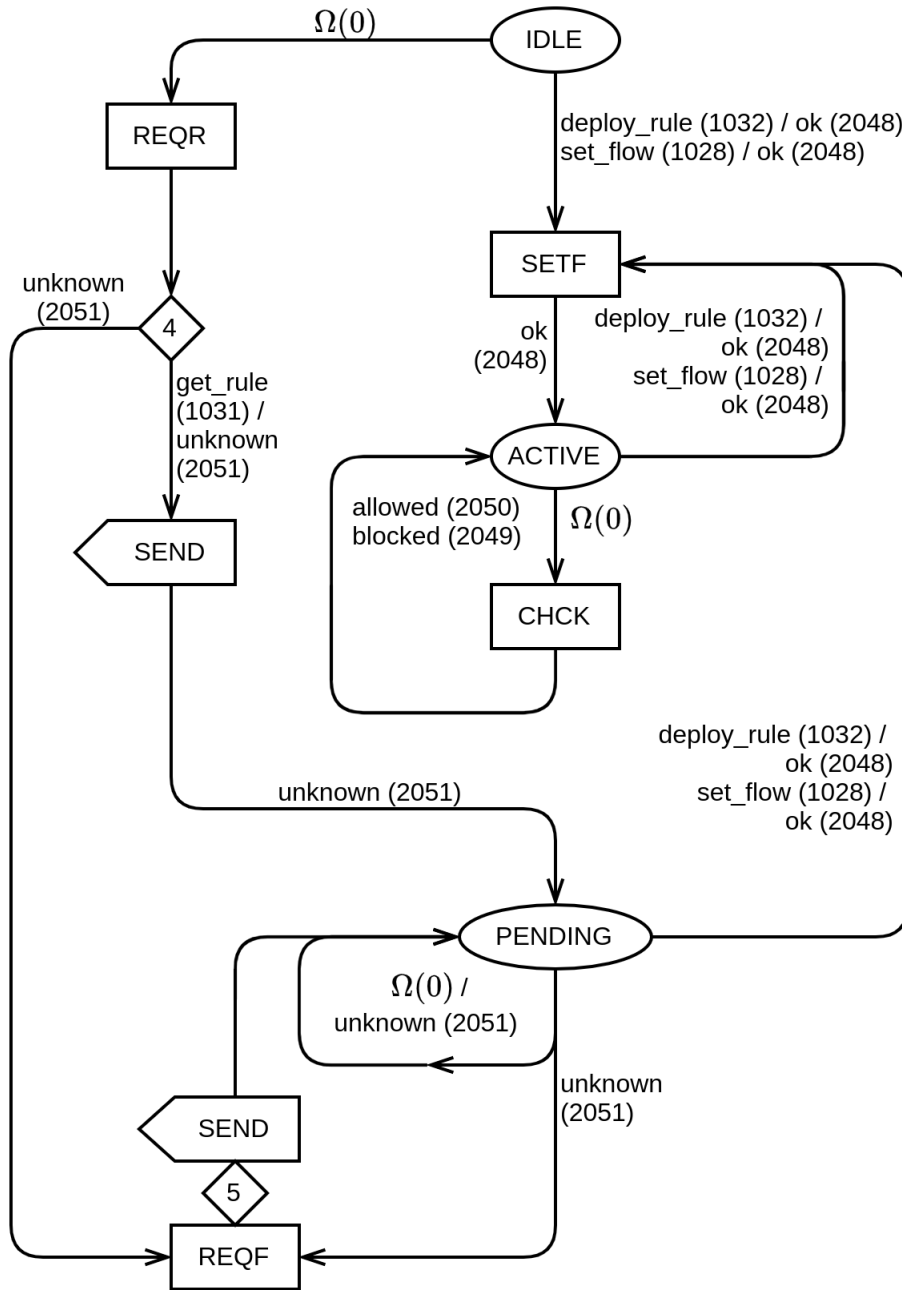 Ω(0)
IDLE
REQR
deploy_rule (1032) / ok (2048)
set_flow (1028) / ok (2048)
SETF
unknown
(2051)
4
ok
(2048)
deploy_rule (1032) /
ok (2048)
set_flow (1028) /
ok (2048)
get_rule
(1031) /
unknown
(2051)
ACTIVE
allowed (2050)
blocked (2049)
Ω(0)
SEND
CHCK
deploy_rule (1032) /
ok (2048)
set_flow (1028) /
ok (2048)
unknown (2051)
PENDING
Ω(0) /
unknown (2051)
unknown
(2051)
SEND
5
REQF